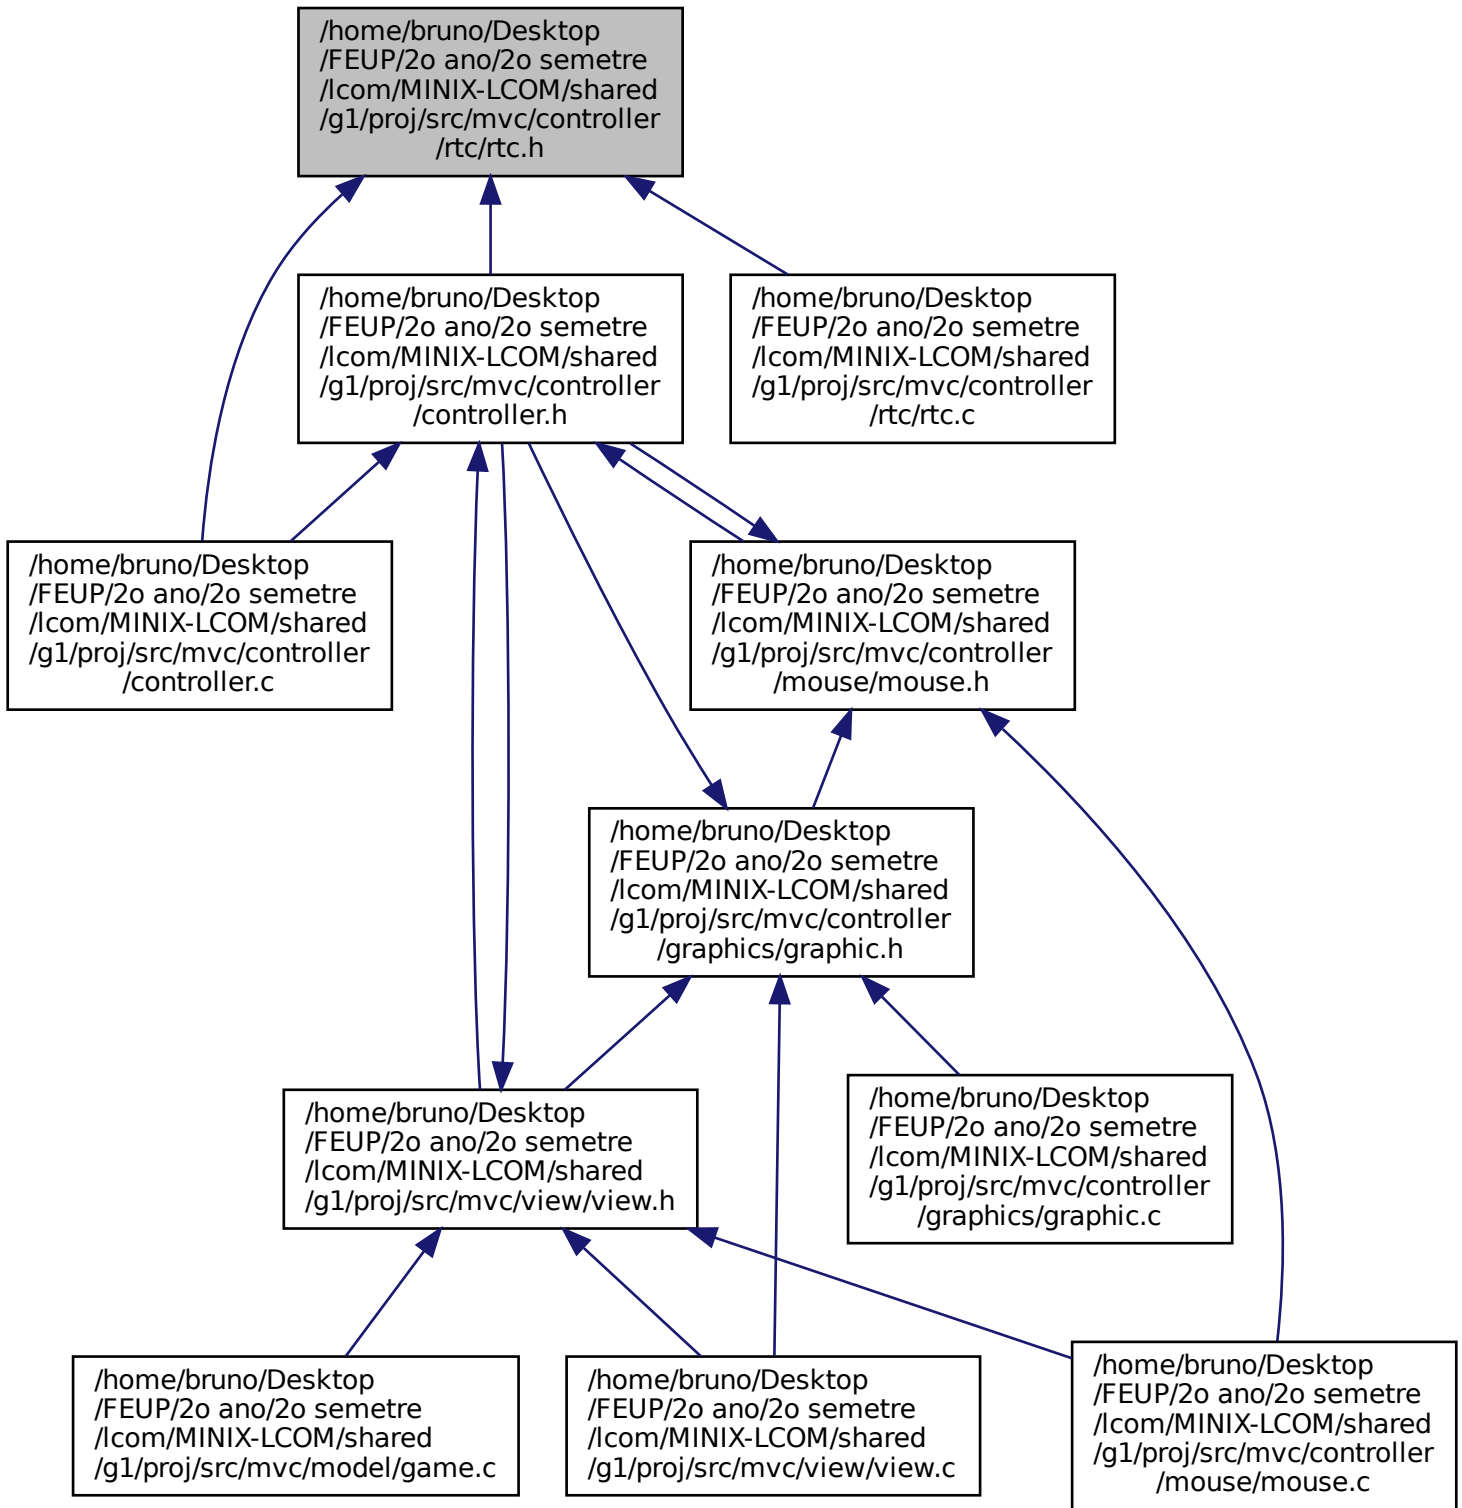 /home/bruno/Desktop
/FEUP/2o ano/2o semetre
/lcom/MINIX-LCOM/shared
/g1/proj/src/mvc/controller
/rtc/rtc.h
/home/bruno/Desktop
/FEUP/2o ano/2o semetre
/lcom/MINIX-LCOM/shared
/g1/proj/src/mvc/controller
/controller.h
/home/bruno/Desktop
/FEUP/2o ano/2o semetre
/lcom/MINIX-LCOM/shared
/g1/proj/src/mvc/controller
/rtc/rtc.c
/home/bruno/Desktop
/FEUP/2o ano/2o semetre
/lcom/MINIX-LCOM/shared
/g1/proj/src/mvc/controller
/controller.c
/home/bruno/Desktop
/FEUP/2o ano/2o semetre
/lcom/MINIX-LCOM/shared
/g1/proj/src/mvc/controller
/mouse/mouse.h
/home/bruno/Desktop
/FEUP/2o ano/2o semetre
/lcom/MINIX-LCOM/shared
/g1/proj/src/mvc/controller
/graphics/graphic.h
/home/bruno/Desktop
/FEUP/2o ano/2o semetre
/lcom/MINIX-LCOM/shared
/g1/proj/src/mvc/view/view.h
/home/bruno/Desktop
/FEUP/2o ano/2o semetre
/lcom/MINIX-LCOM/shared
/g1/proj/src/mvc/controller
/graphics/graphic.c
/home/bruno/Desktop
/FEUP/2o ano/2o semetre
/lcom/MINIX-LCOM/shared
/g1/proj/src/mvc/model/game.c
/home/bruno/Desktop
/FEUP/2o ano/2o semetre
/lcom/MINIX-LCOM/shared
/g1/proj/src/mvc/view/view.c
/home/bruno/Desktop
/FEUP/2o ano/2o semetre
/lcom/MINIX-LCOM/shared
/g1/proj/src/mvc/controller
/mouse/mouse.c